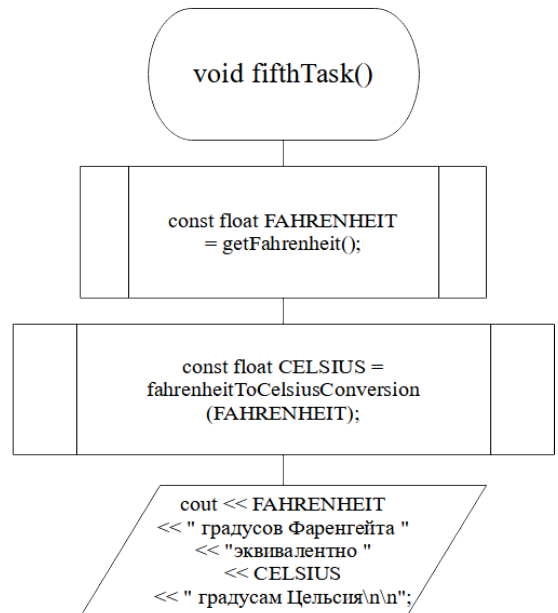 void fifthTask()
const float FAHRENHEIT
= getFahrenheit();
const float CELSIUS =
fahrenheitToCelsiusConversion
(FAHRENHEIT);
cout << FAHRENHEIT
<< " градусов Фаренгейта "
<< "эквивалентно "
<< CELSIUS
<< " градусам Цельсия\n\n";